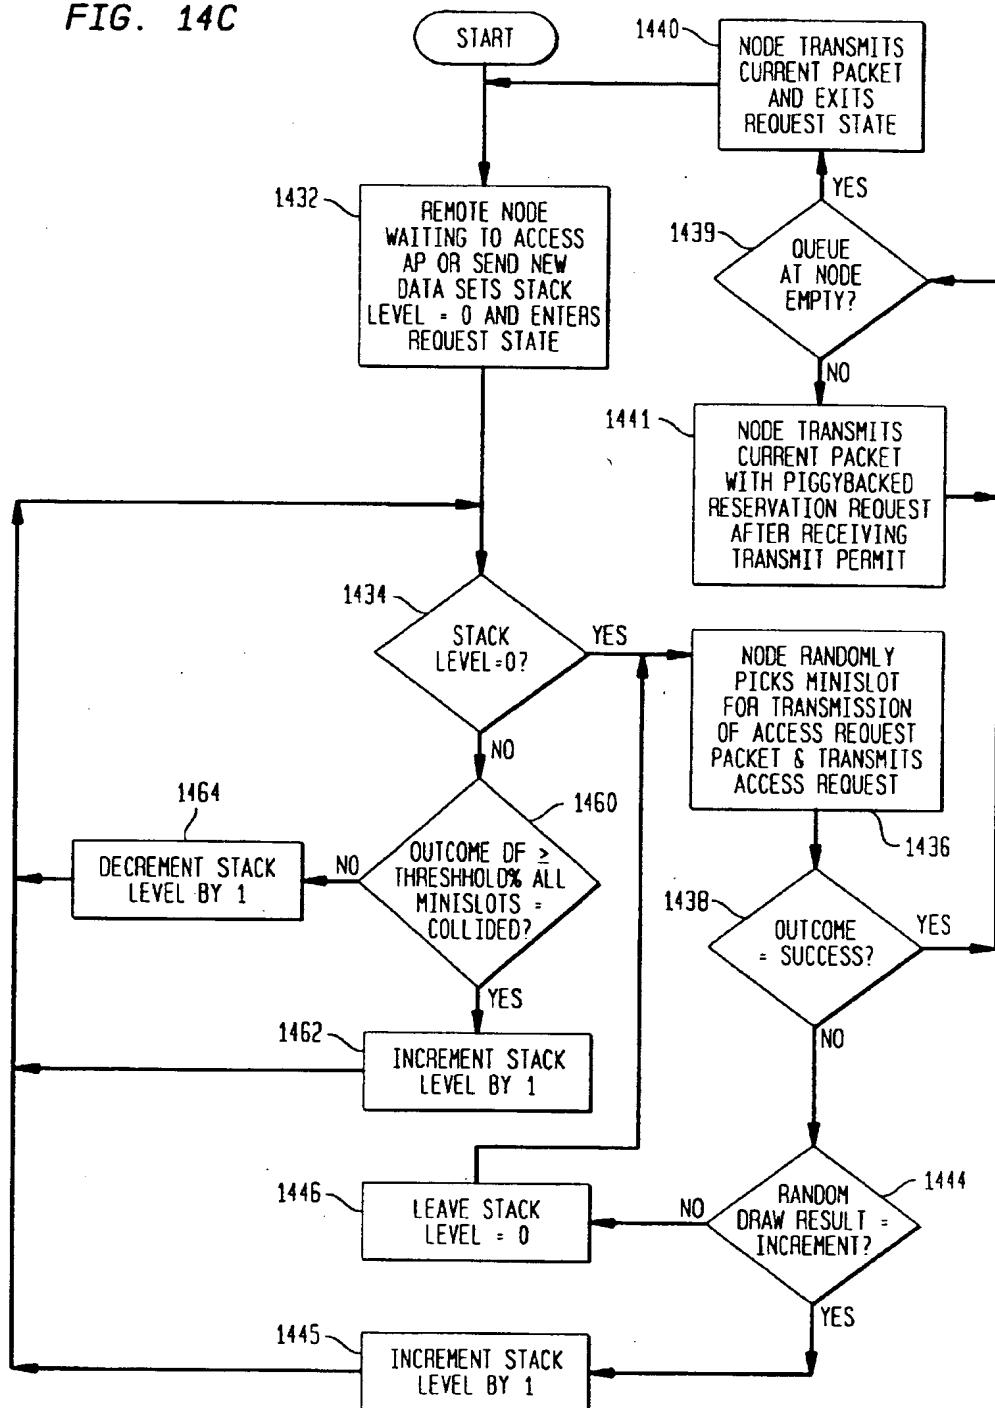 FIG. 14C
START
1440
NODE TRANSMITS
CURRENT PACKET
AND EXITS
REQUEST STATE
YES
1432
REMOTE NODE
WAITING TO ACCESS
AP OR SEND NEW
DATA SETS STACK
LEVEL = 0 AND ENTERS
REQUEST STATE
1439
QUEUE
AT NODE
EMPTY?
NO
1441
NODE TRANSMITS
CURRENT PACKET
WITH PIGGYBACKED
RESERVATION REQUEST
AFTER RECEIVING
TRANSMIT PERMIT
1434
STACK
LEVEL=0?
YES
NO
NODE RANDOMLY
PICKS MINISLOT
FOR TRANSMISSION
OF ACCESS REQUEST
PACKET & TRANSMITS
ACCESS REQUEST
1436
1464
DECREMENT STACK
LEVEL BY 1
NO
1460
OUTCOME OF ≥
THRESHHOLD% ALL
MINISLOTS =
COLLIDED?
YES
1438
OUTCOME
= SUCCESS?
YES
NO
1462
INCREMENT STACK
LEVEL BY 1
1446
LEAVE STACK
LEVEL = 0
NO
1444
RANDOM
DRAW RESULT =
INCREMENT?
YES
1445
INCREMENT STACK
LEVEL BY 1